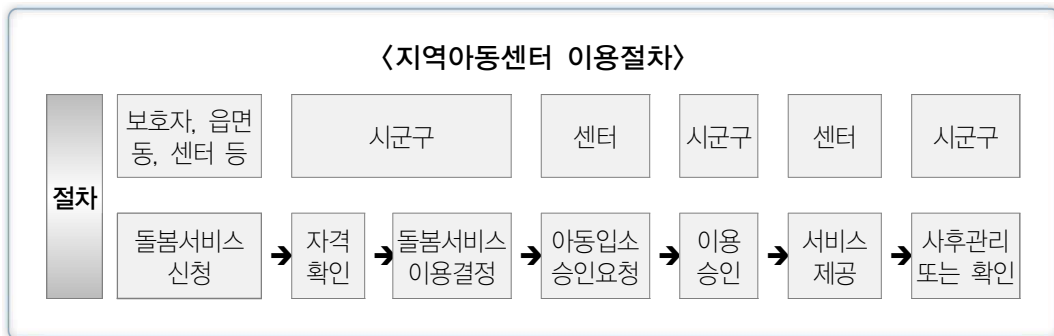 〈지역아동센터 이용절차〉
절차
보호자, 읍면
동, 센터 등
시군구
센터
시군구
센터
시군구
돌봄서비스
신청
➔
자격
확인
➔
돌봄서비스
이용결정
➔
아동입소
승인요청
➔
이용
승인
➔
서비스
제공
➔
사후관리
또는 확인